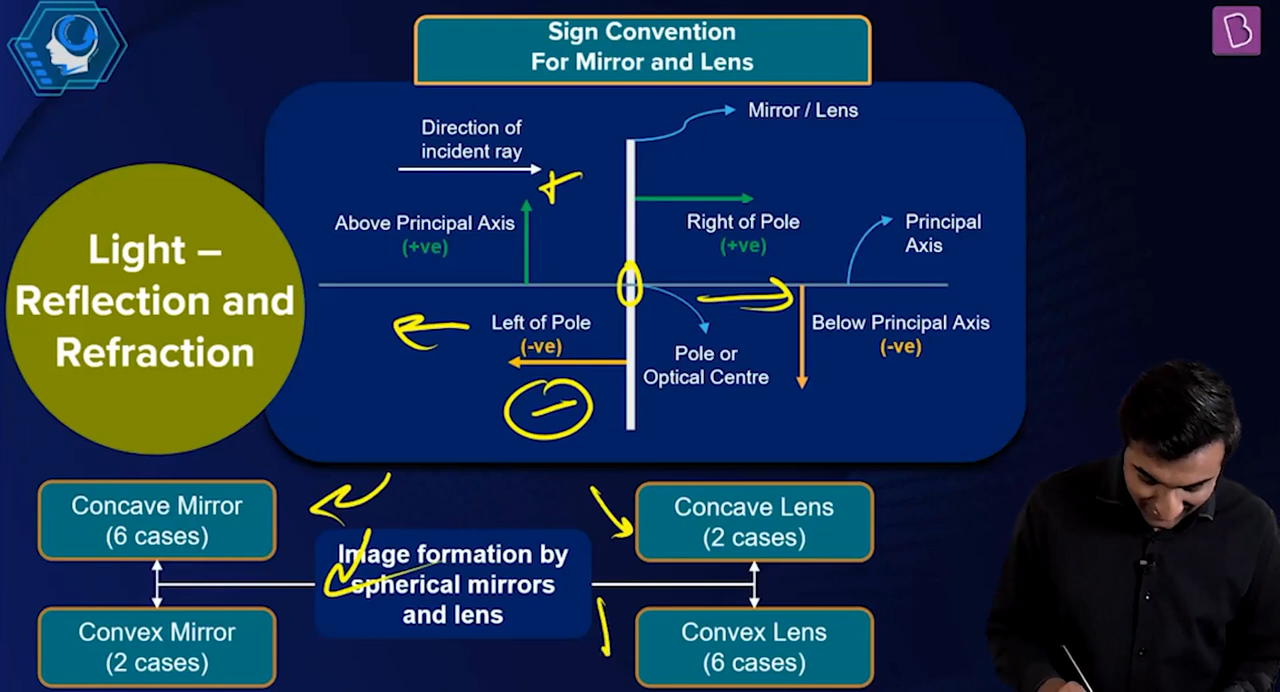 Sign Convention
For Mirror and Lens
Mirror / Lens
Direction of
incident ray
+
Above Principal Axis
(+ve)
Right of Pole
(+ve)
Principal
Axis
Light –
Reflection and
Refraction
Left of Pole
(-ve)
Below Principal Axis
(-ve)
Pole or
Optical Centre
−
Concave Mirror
(6 cases)
Concave Lens
(2 cases)
Image formation by
spherical mirrors
and lens
Convex Mirror
(2 cases)
Convex Lens
(6 cases)
B